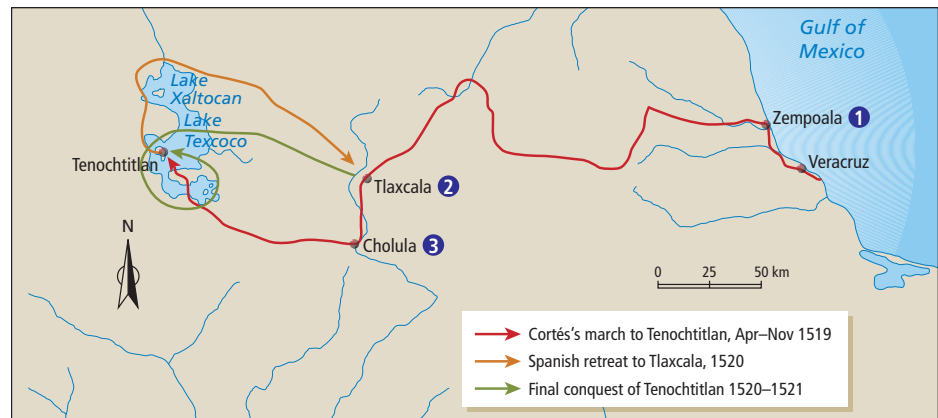 Gulf of
Mexico
Lake
Xaltocan
Lake
Texcoco
Zempoala 1
Tenochtitlan
Veracruz
Tlaxcala 2
N
Cholula 3
0 25 50 km
Cortés's march to Tenochtitlan, Apr–Nov 1519
Spanish retreat to Tlaxcala, 1520
Final conquest of Tenochtitlan 1520–1521